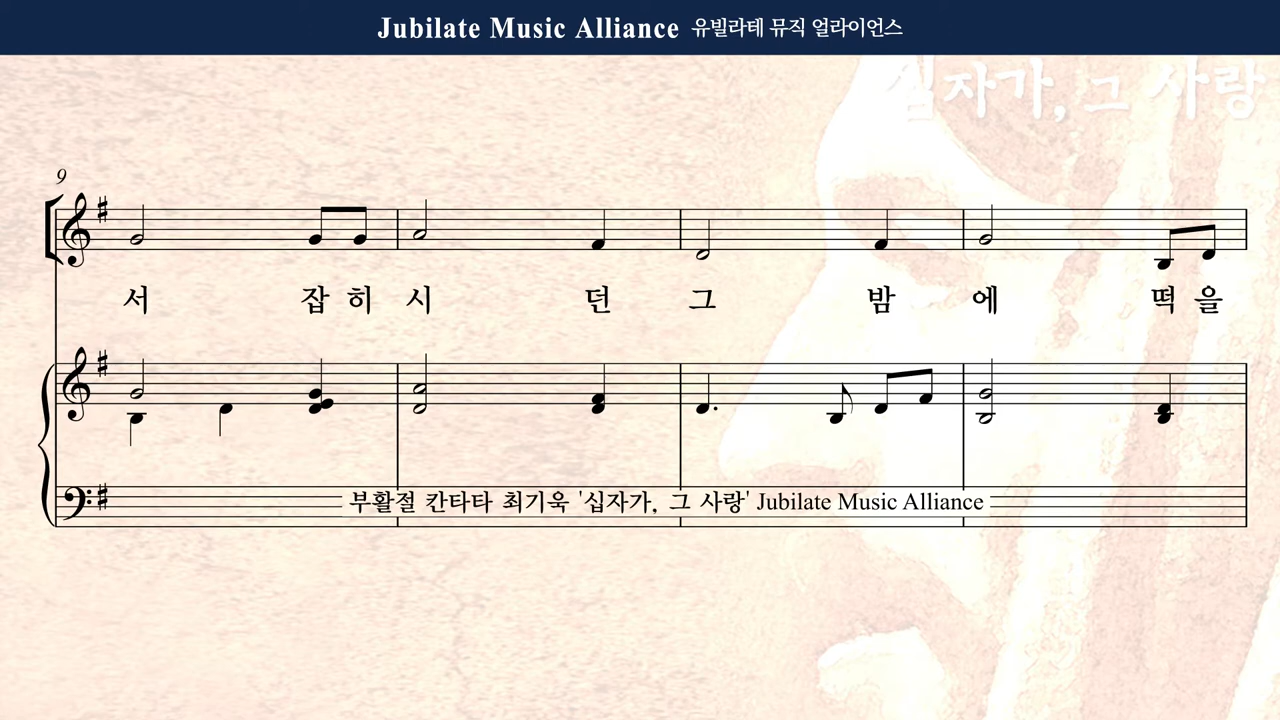 Jubilate Music Alliance 유빌라테 뮤직 얼라이언스
십자가, 그 사랑
9
서 잡 히 시 던 그 밤 에 떡 을
부활절 칸타타 최기욱 '십자가, 그 사랑' Jubilate Music Alliance